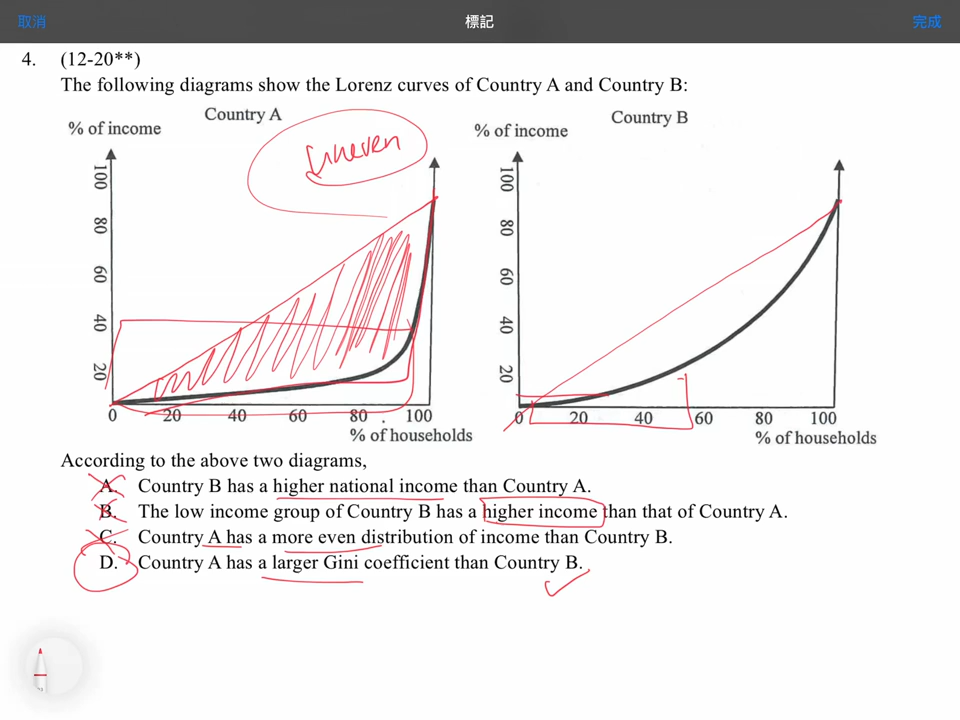 取消
標記
完成
4. (12-20**)
The following diagrams show the Lorenz curves of Country A and Country B:
Country A
% of income
100
80
60
40
20
0 20 40 60 80 100
% of households
Uneven
Country B
% of income
100
80
60
40
20
0 20 40 60 80 100
% of households
According to the above two diagrams,
A. Country B has a higher national income than Country A.
B. The low income group of Country B has a higher income than that of Country A.
C. Country A has a more even distribution of income than Country B.
D. Country A has a larger Gini coefficient than Country B.